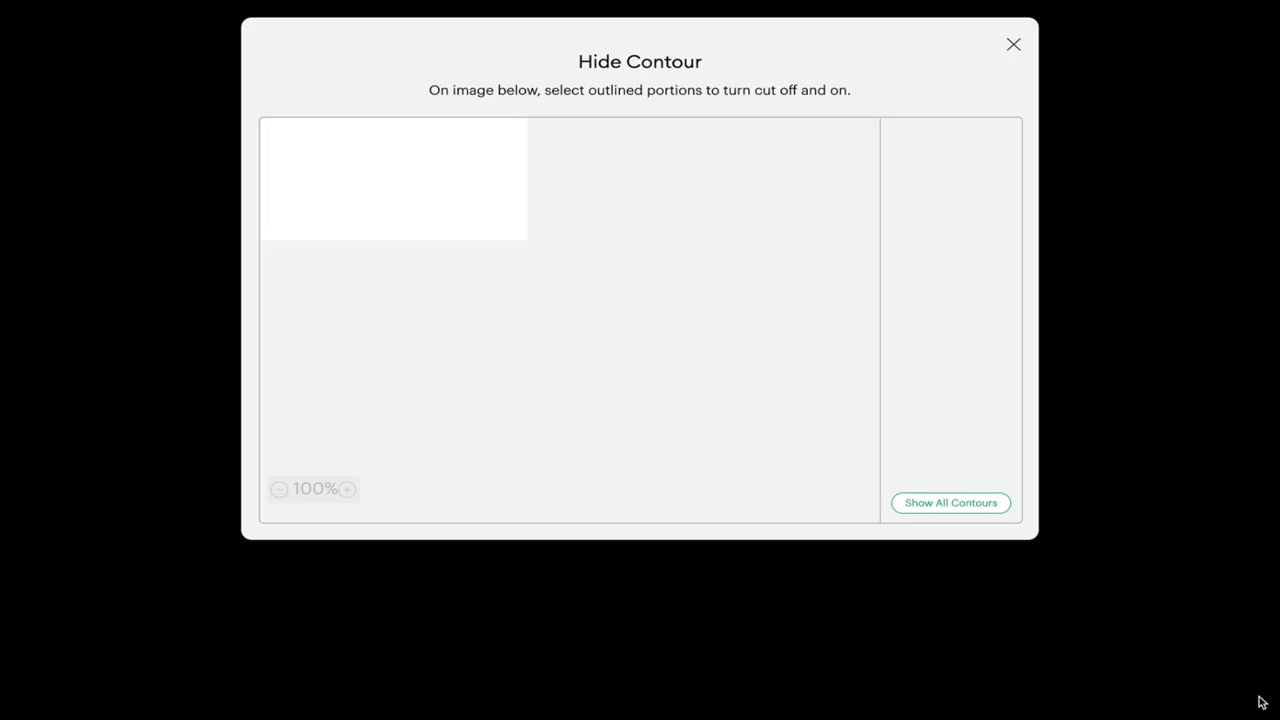 Hide Contour
On image below, select outlined portions to turn cut off and on.
100%
Show All Contours